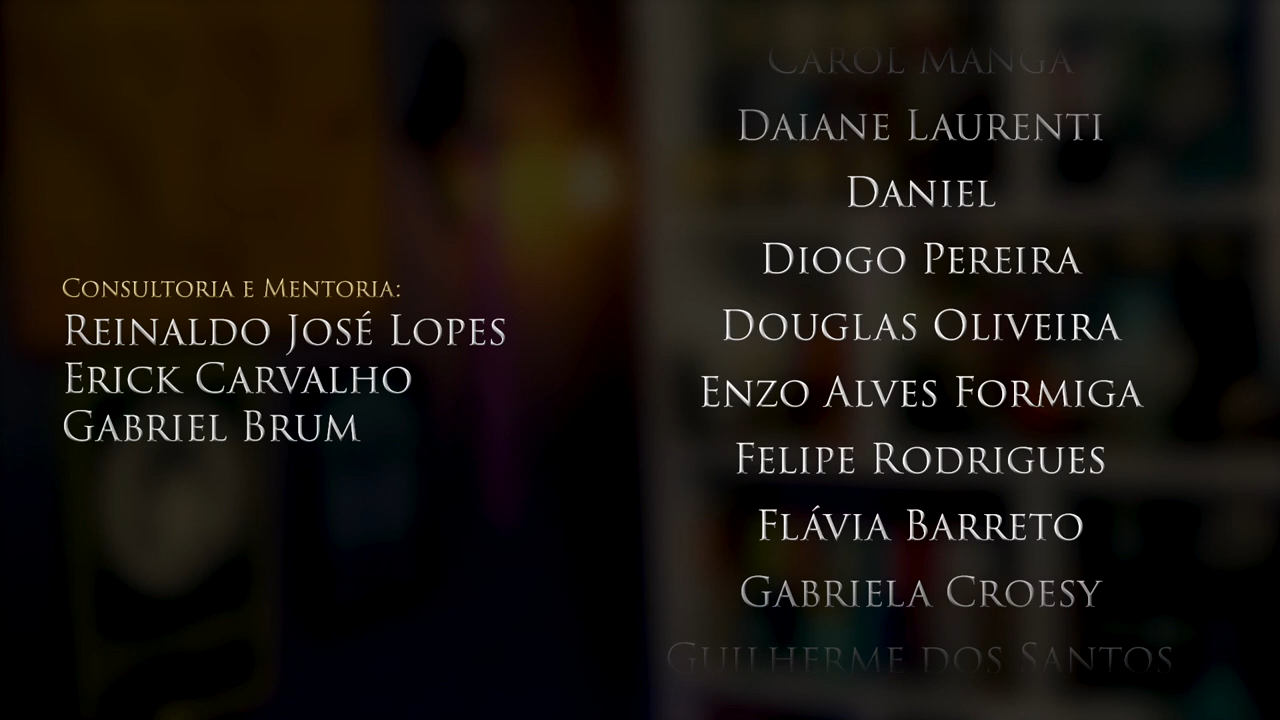 Consultoria e Mentoria:
Reinaldo José Lopes
Erick Carvalho
Gabriel Brum
Carol Manga
Daiane Laurenti
Daniel
Diogo Pereira
Douglas Oliveira
Enzo Alves Formiga
Felipe Rodrigues
Flávia Barreto
Gabriela Croesy
Guilherme dos Santos